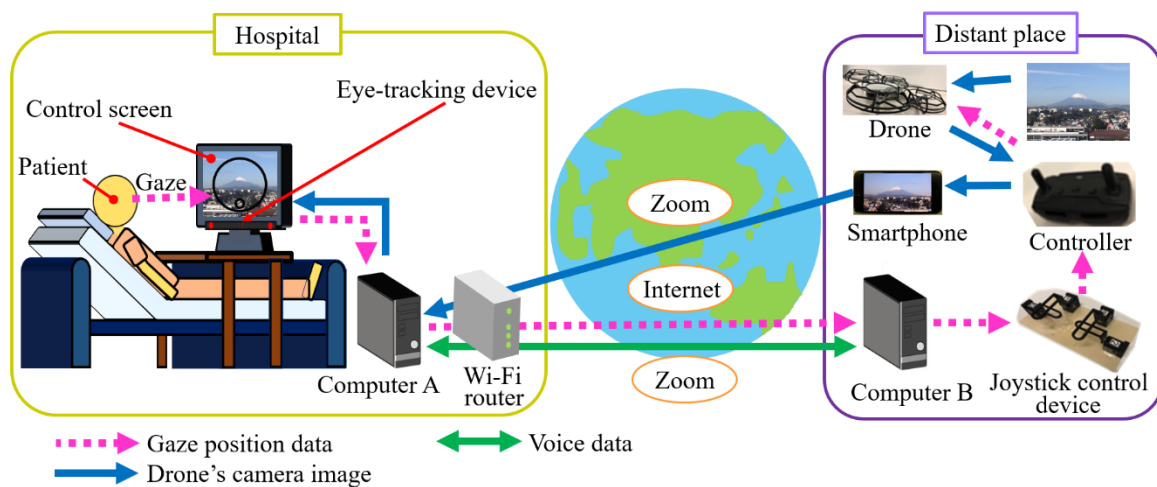 Hospital
Distant place
Eye-tracking device
Control screen
Patient
Gaze
Drone
Zoom
Smartphone
Controller
Internet
Computer A
Wi-Fi
router
Zoom
Computer B
Joystick control
device
Gaze position data
Voice data
Drone's camera image